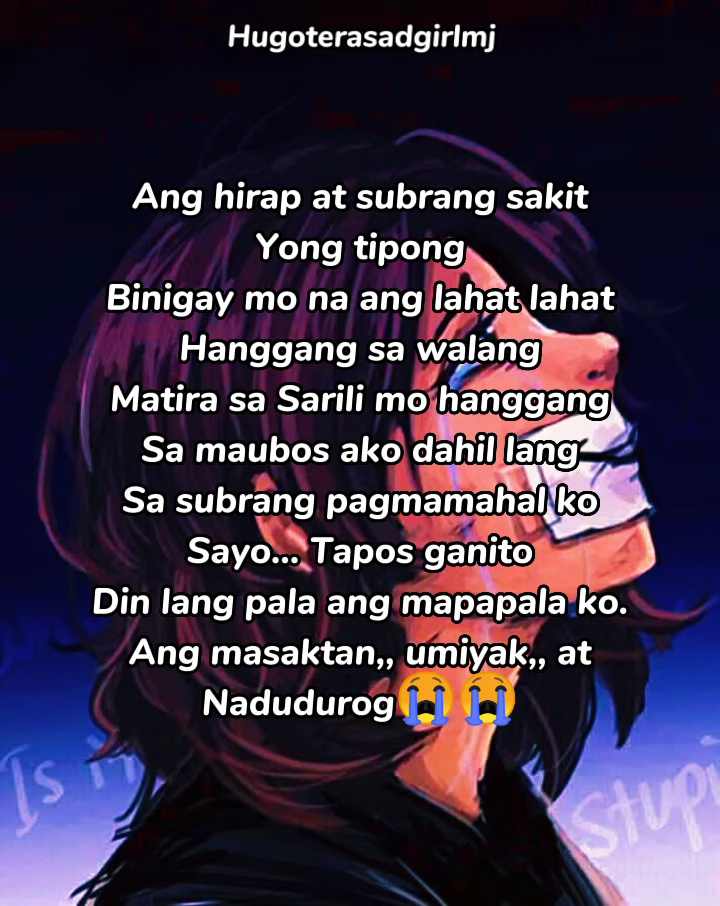 Hugoterasadgirlmj
Ang hirap at subrang sakit
Yong tipong
Binigay mo na ang lahat lahat
Hanggang sa walang
Matira sa Sarili mo hanggang
Sa maubos ako dahil lang
Sa subrang pagmamahal ko
Sayo... Tapos ganito
Din lang pala ang mapapala ko.
Ang masaktan,, umiyak,, at
Nadudurog😭😭
Is